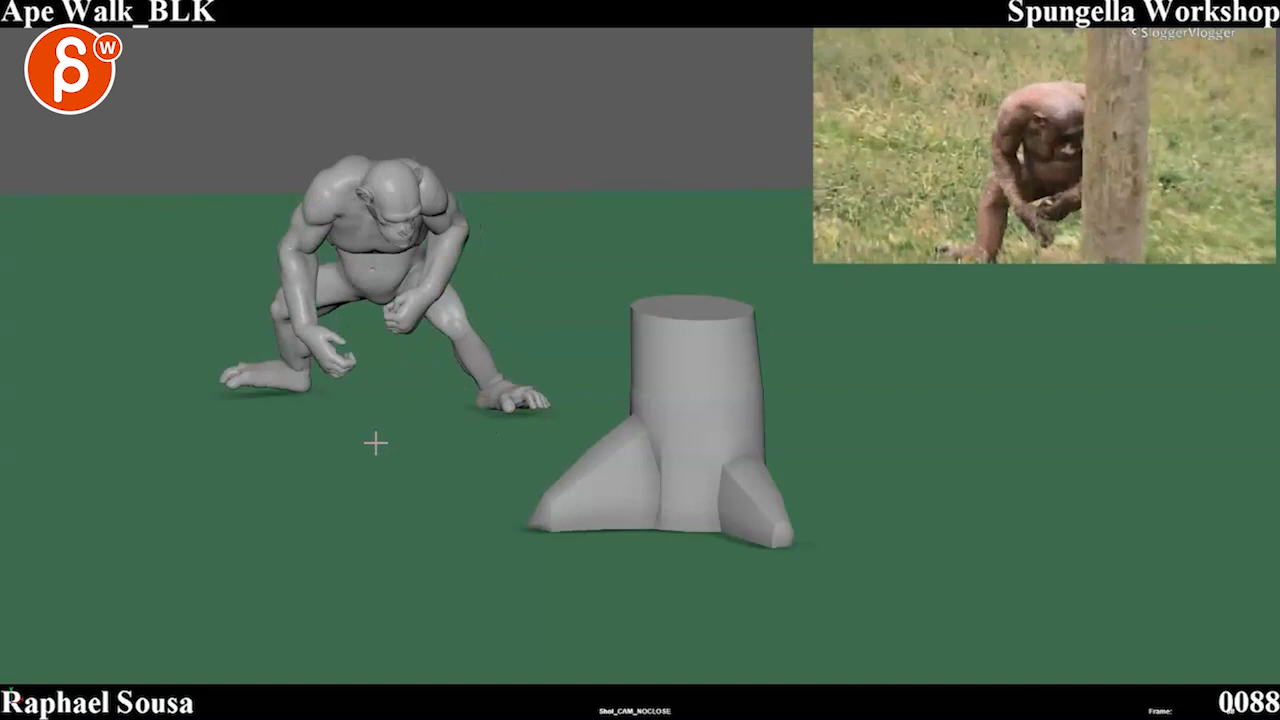 Ape Walk_BLK
Spungella Workshop
W
© SloggerVlogger
Raphael Sousa
Shot_CAM_NOCLOSE
Frame:
0088